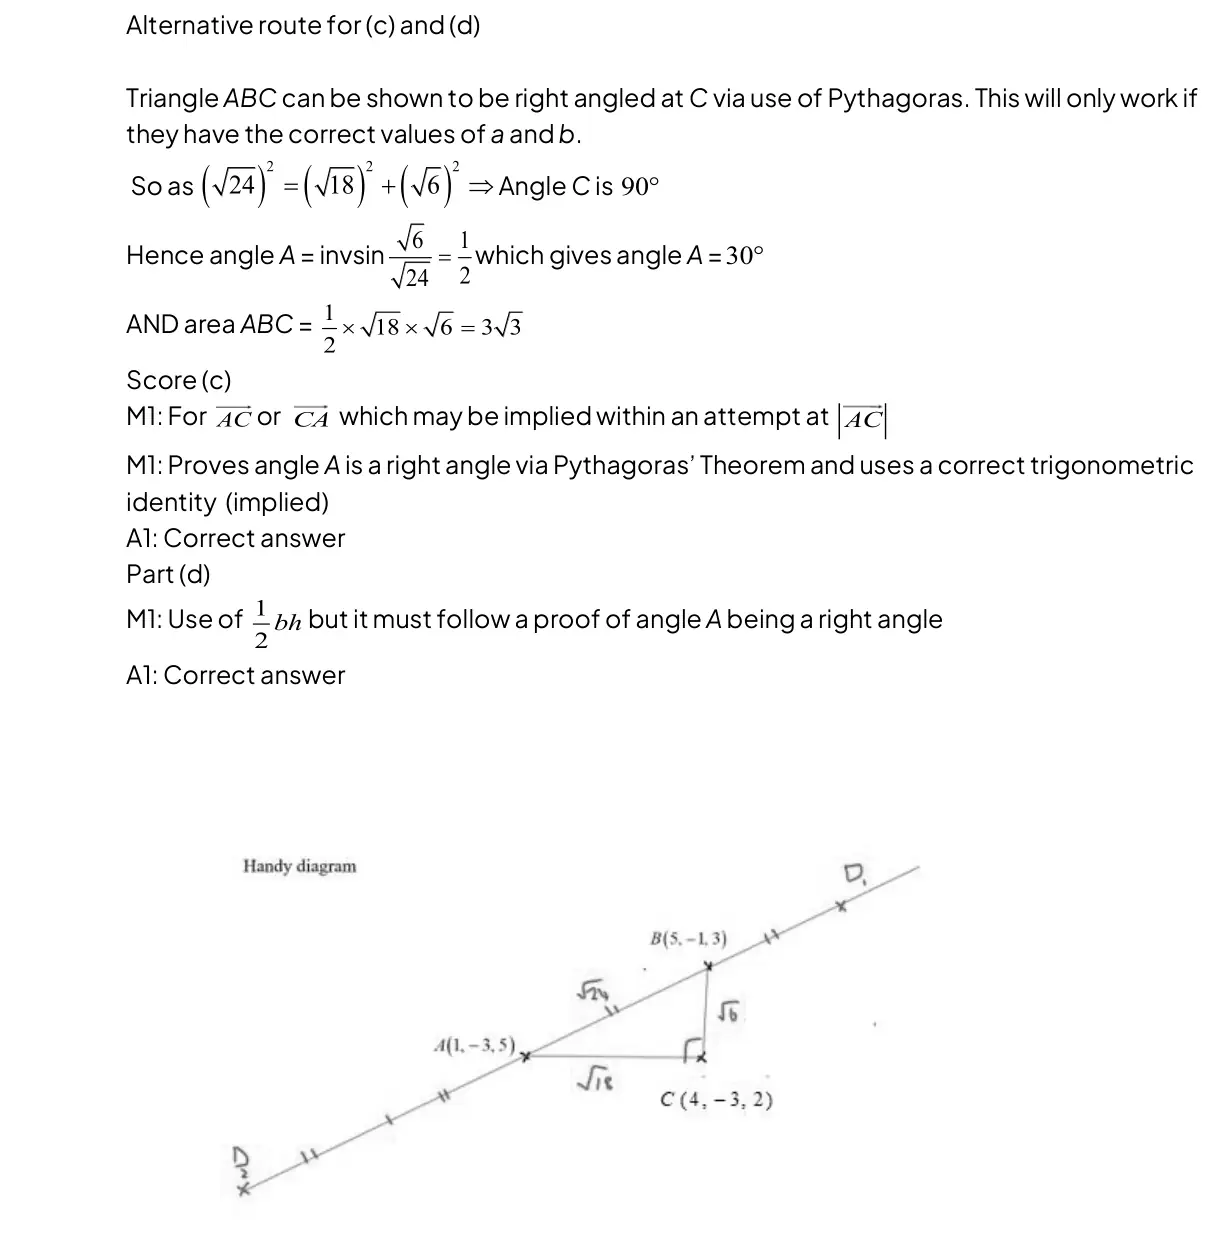 Alternative route for (c) and (d)
Triangle ABC can be shown to be right angled at C via use of Pythagoras. This will only work if
they have the correct values of a and b.
So as (√24)² = (√18)² + (√6)² ⇒ Angle C is 90°
Hence angle A = invsin √6/√24 = 1/2 which gives angle A = 30°
AND area ABC = 1/2 × √18 × √6 = 3√3
Score (c)
M1: For AC→ or CA→ which may be implied within an attempt at |AC→|
M1: Proves angle A is a right angle via Pythagoras' Theorem and uses a correct trigonometric
identity (implied)
A1: Correct answer
Part (d)
M1: Use of 1/2 bh but it must follow a proof of angle A being a right angle
A1: Correct answer
Handy diagram
D₁
B(5, −1, 3)
√24
√6
A(1, −3, 5)
√18
C (4, −3, 2)
D₂